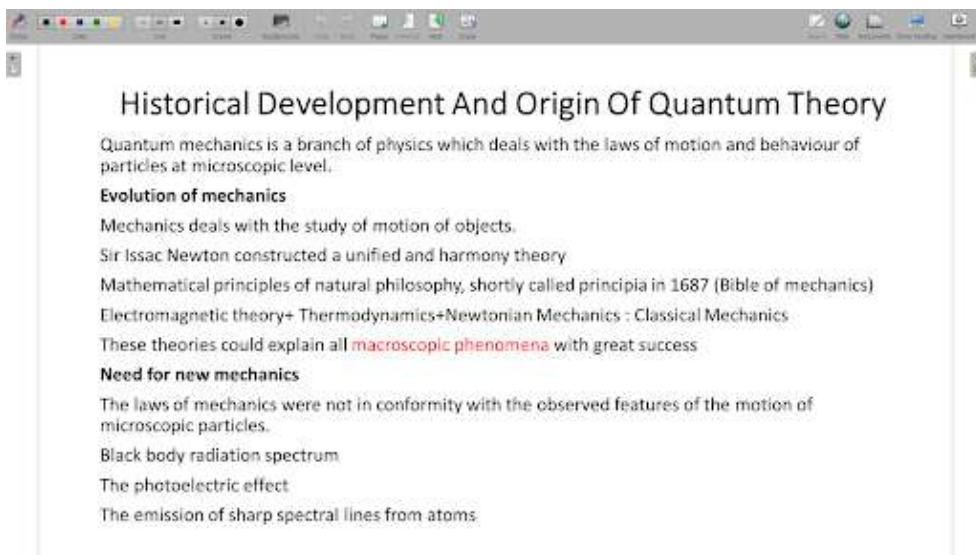 Historical Development And Origin Of Quantum Theory
Quantum mechanics is a branch of physics which deals with the laws of motion and behaviour of
particles at microscopic level.
Evolution of mechanics
Mechanics deals with the study of motion of objects.
Sir Issac Newton constructed a unified and harmony theory
Mathematical principles of natural philosophy, shortly called principia in 1687 (Bible of mechanics)
Electromagnetic theory+ Thermodynamics+Newtonian Mechanics : Classical Mechanics
These theories could explain all macroscopic phenomena with great success
Need for new mechanics
The laws of mechanics were not in conformity with the observed features of the motion of
microscopic particles.
Black body radiation spectrum
The photoelectric effect
The emission of sharp spectral lines from atoms